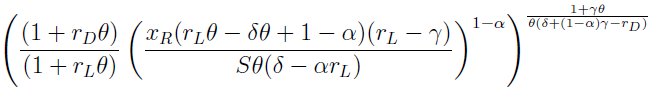 \left( \frac{(1 + r_D\theta)}{(1 + r_L\theta)} \left( \frac{x_R(r_L\theta - \delta\theta + 1 - \alpha)(r_L - \gamma)}{S\theta(\delta - \alpha r_L)} \right)^{1-\alpha} \right)^{\frac{1+\gamma\theta}{\theta(\delta+(1-\alpha)\gamma-r_D)}}